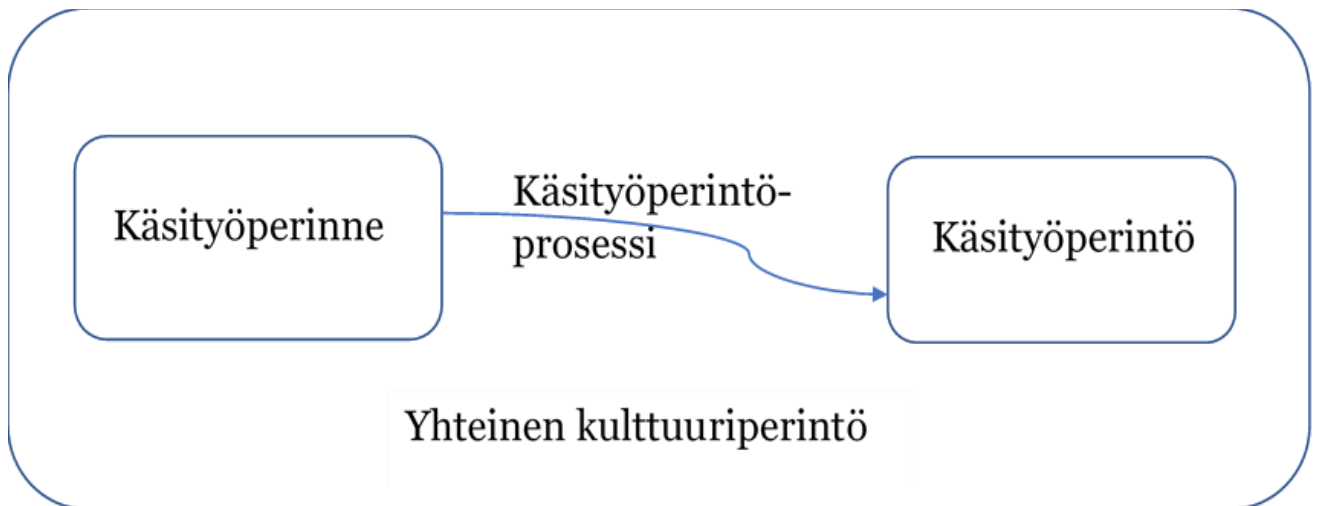 Käsityöperinne
Käsityöperintö-
prosessi
Käsityöperintö
Yhteinen kulttuuriperintö